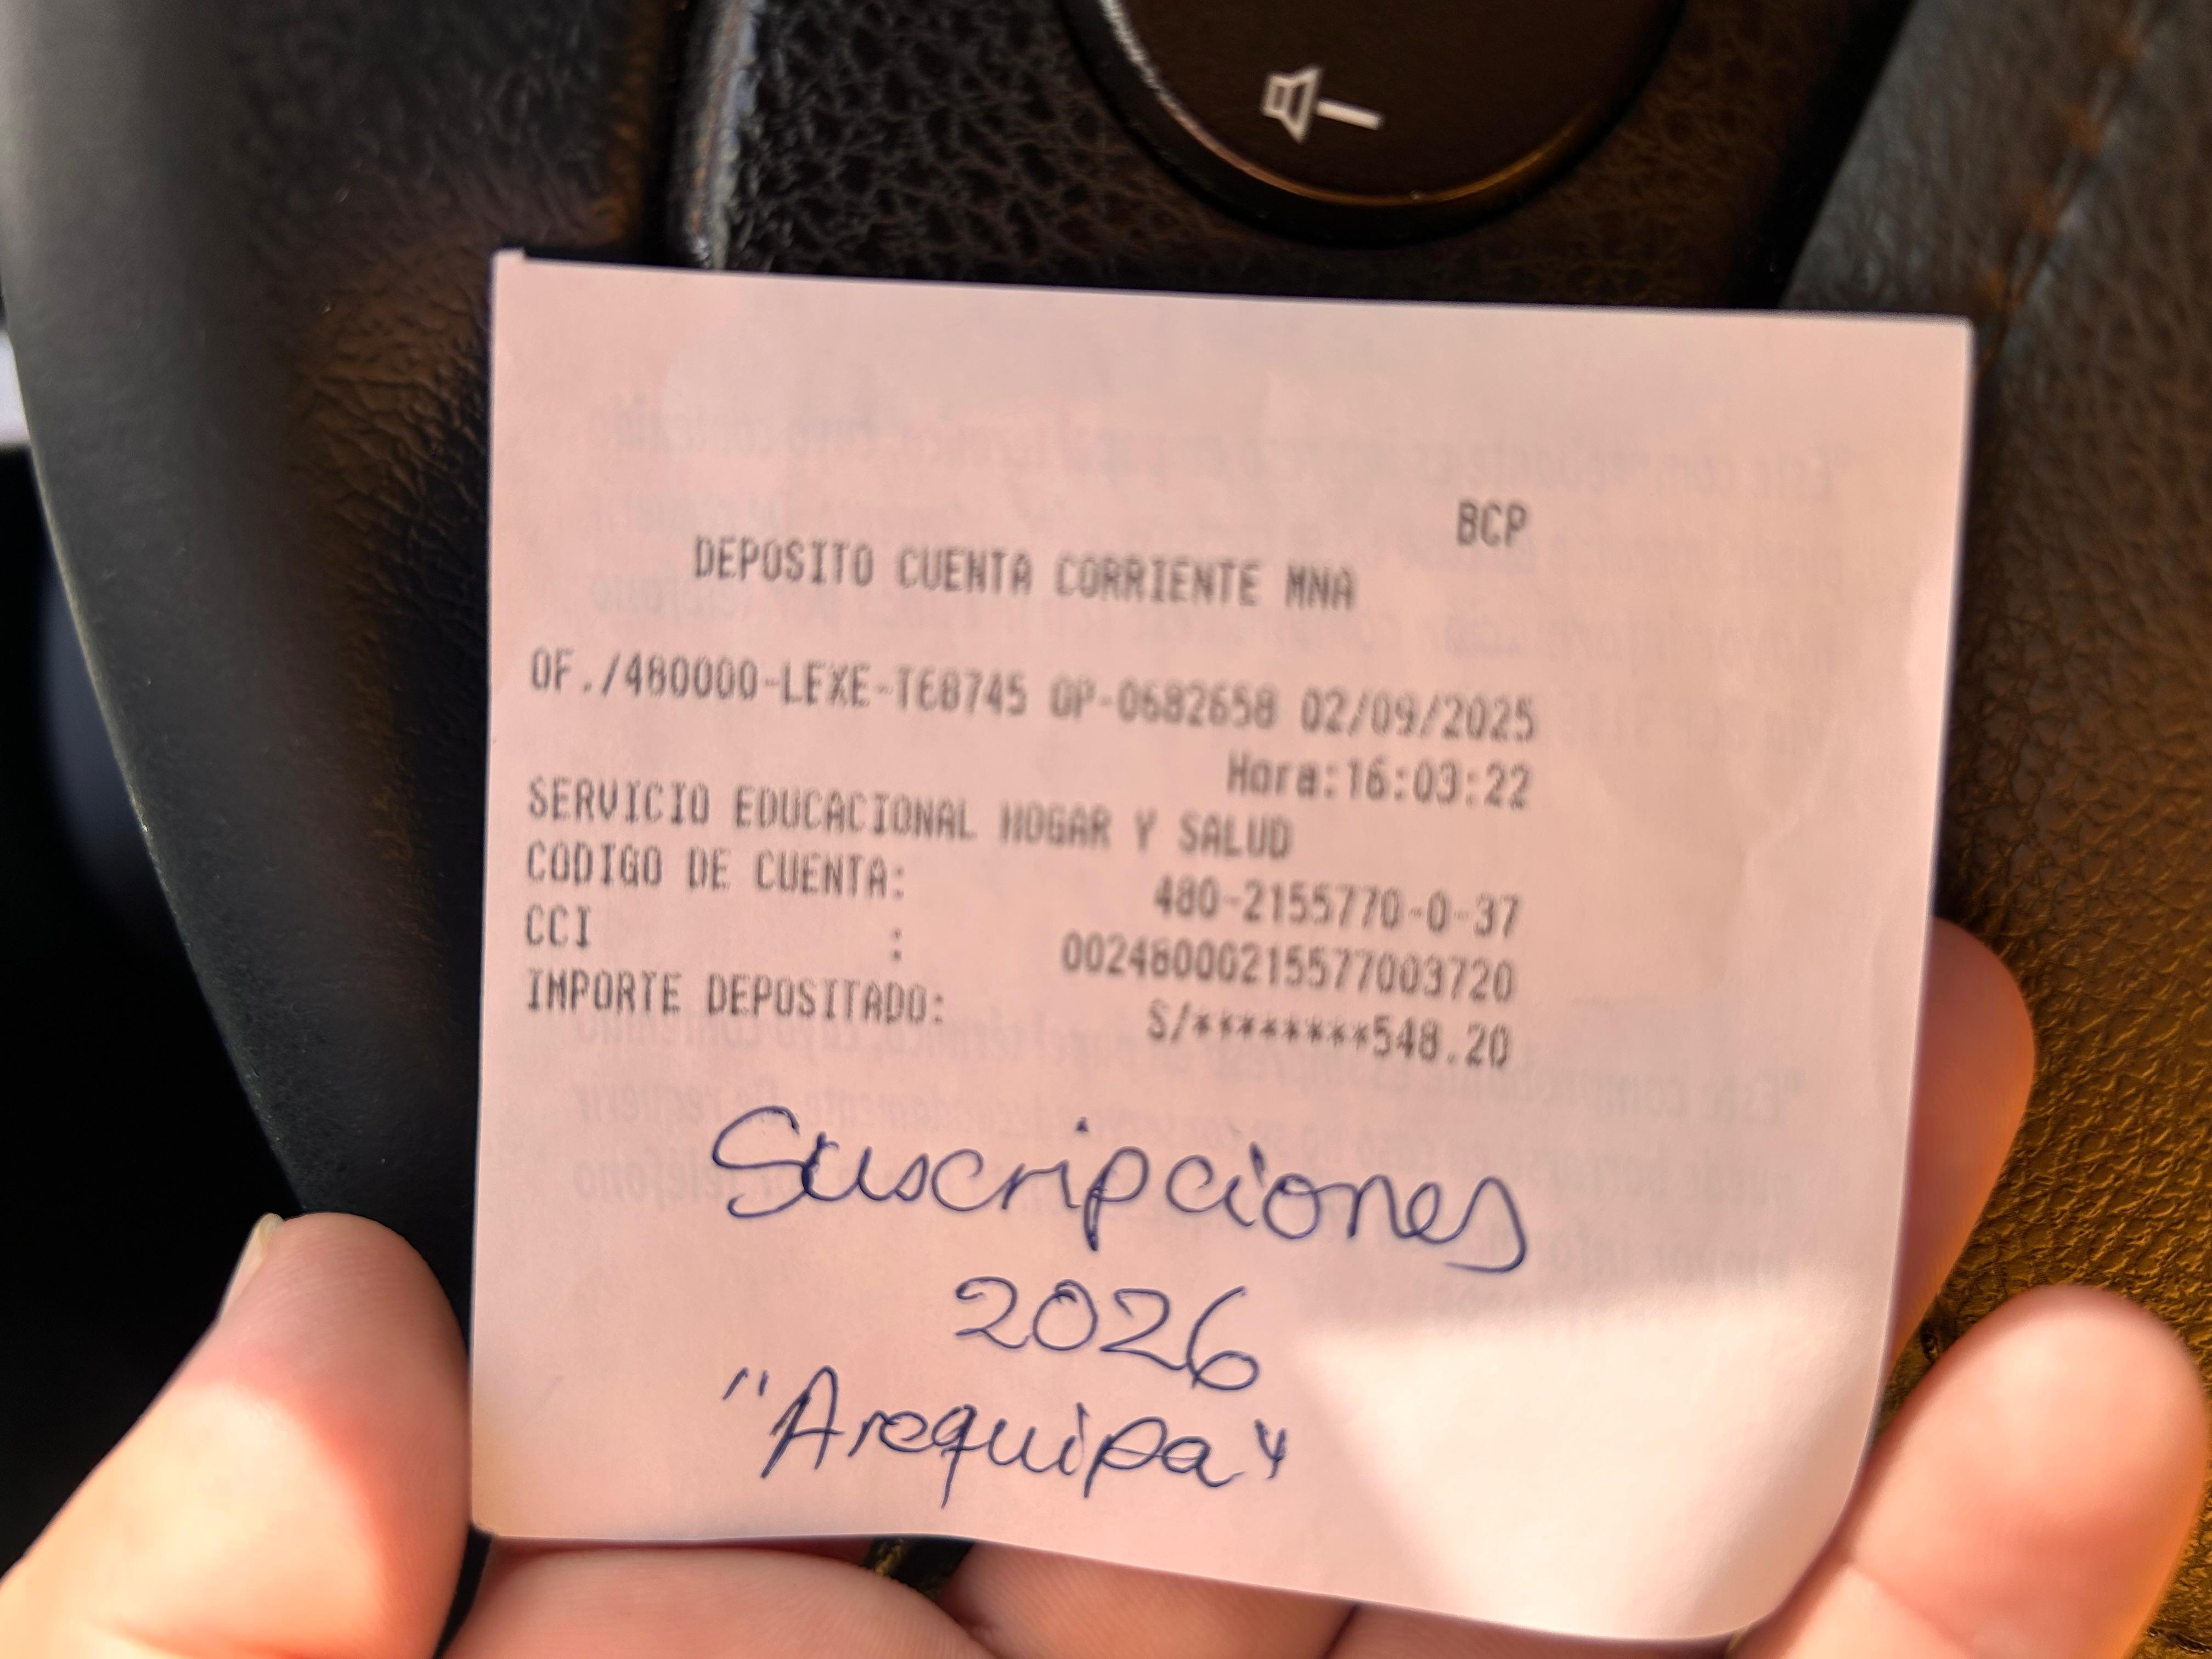 BCP
DEPOSITO CUENTA CORRIENTE MNA
OF./480000-LEXE-T68745 OP-0682658 02/09/2025
Hora:16:03:22
SERVICIO EDUCACIONAL HOGAR Y SALUD
CODIGO DE CUENTA: 480-2155770-0-37
CCI : 00248000215577003720
IMPORTE DEPOSITADO: S/********548.20
Suscripciones
2026
"Arequipa"